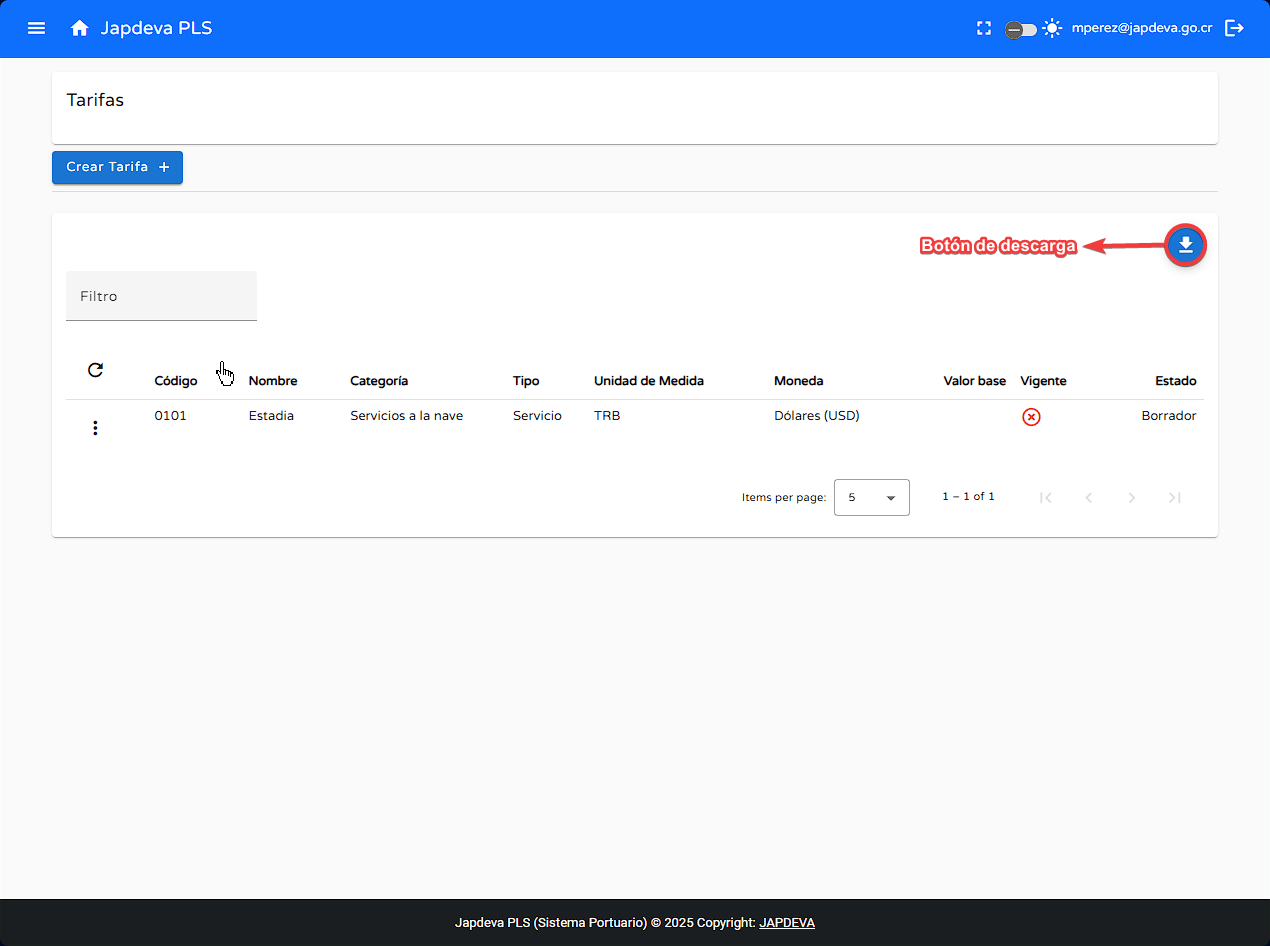 Japdeva PLS
mperez@japdeva.go.cr
Tarifas
Crear Tarifa +
Botón de descarga
Filtro
Código Nombre Categoría Tipo Unidad de Medida Moneda Valor base Vigente Estado
0101 Estadia Servicios a la nave Servicio TRB Dólares (USD) Borrador
Items per page: 5 1 – 1 of 1
Japdeva PLS (Sistema Portuario) © 2025 Copyright: JAPDEVA